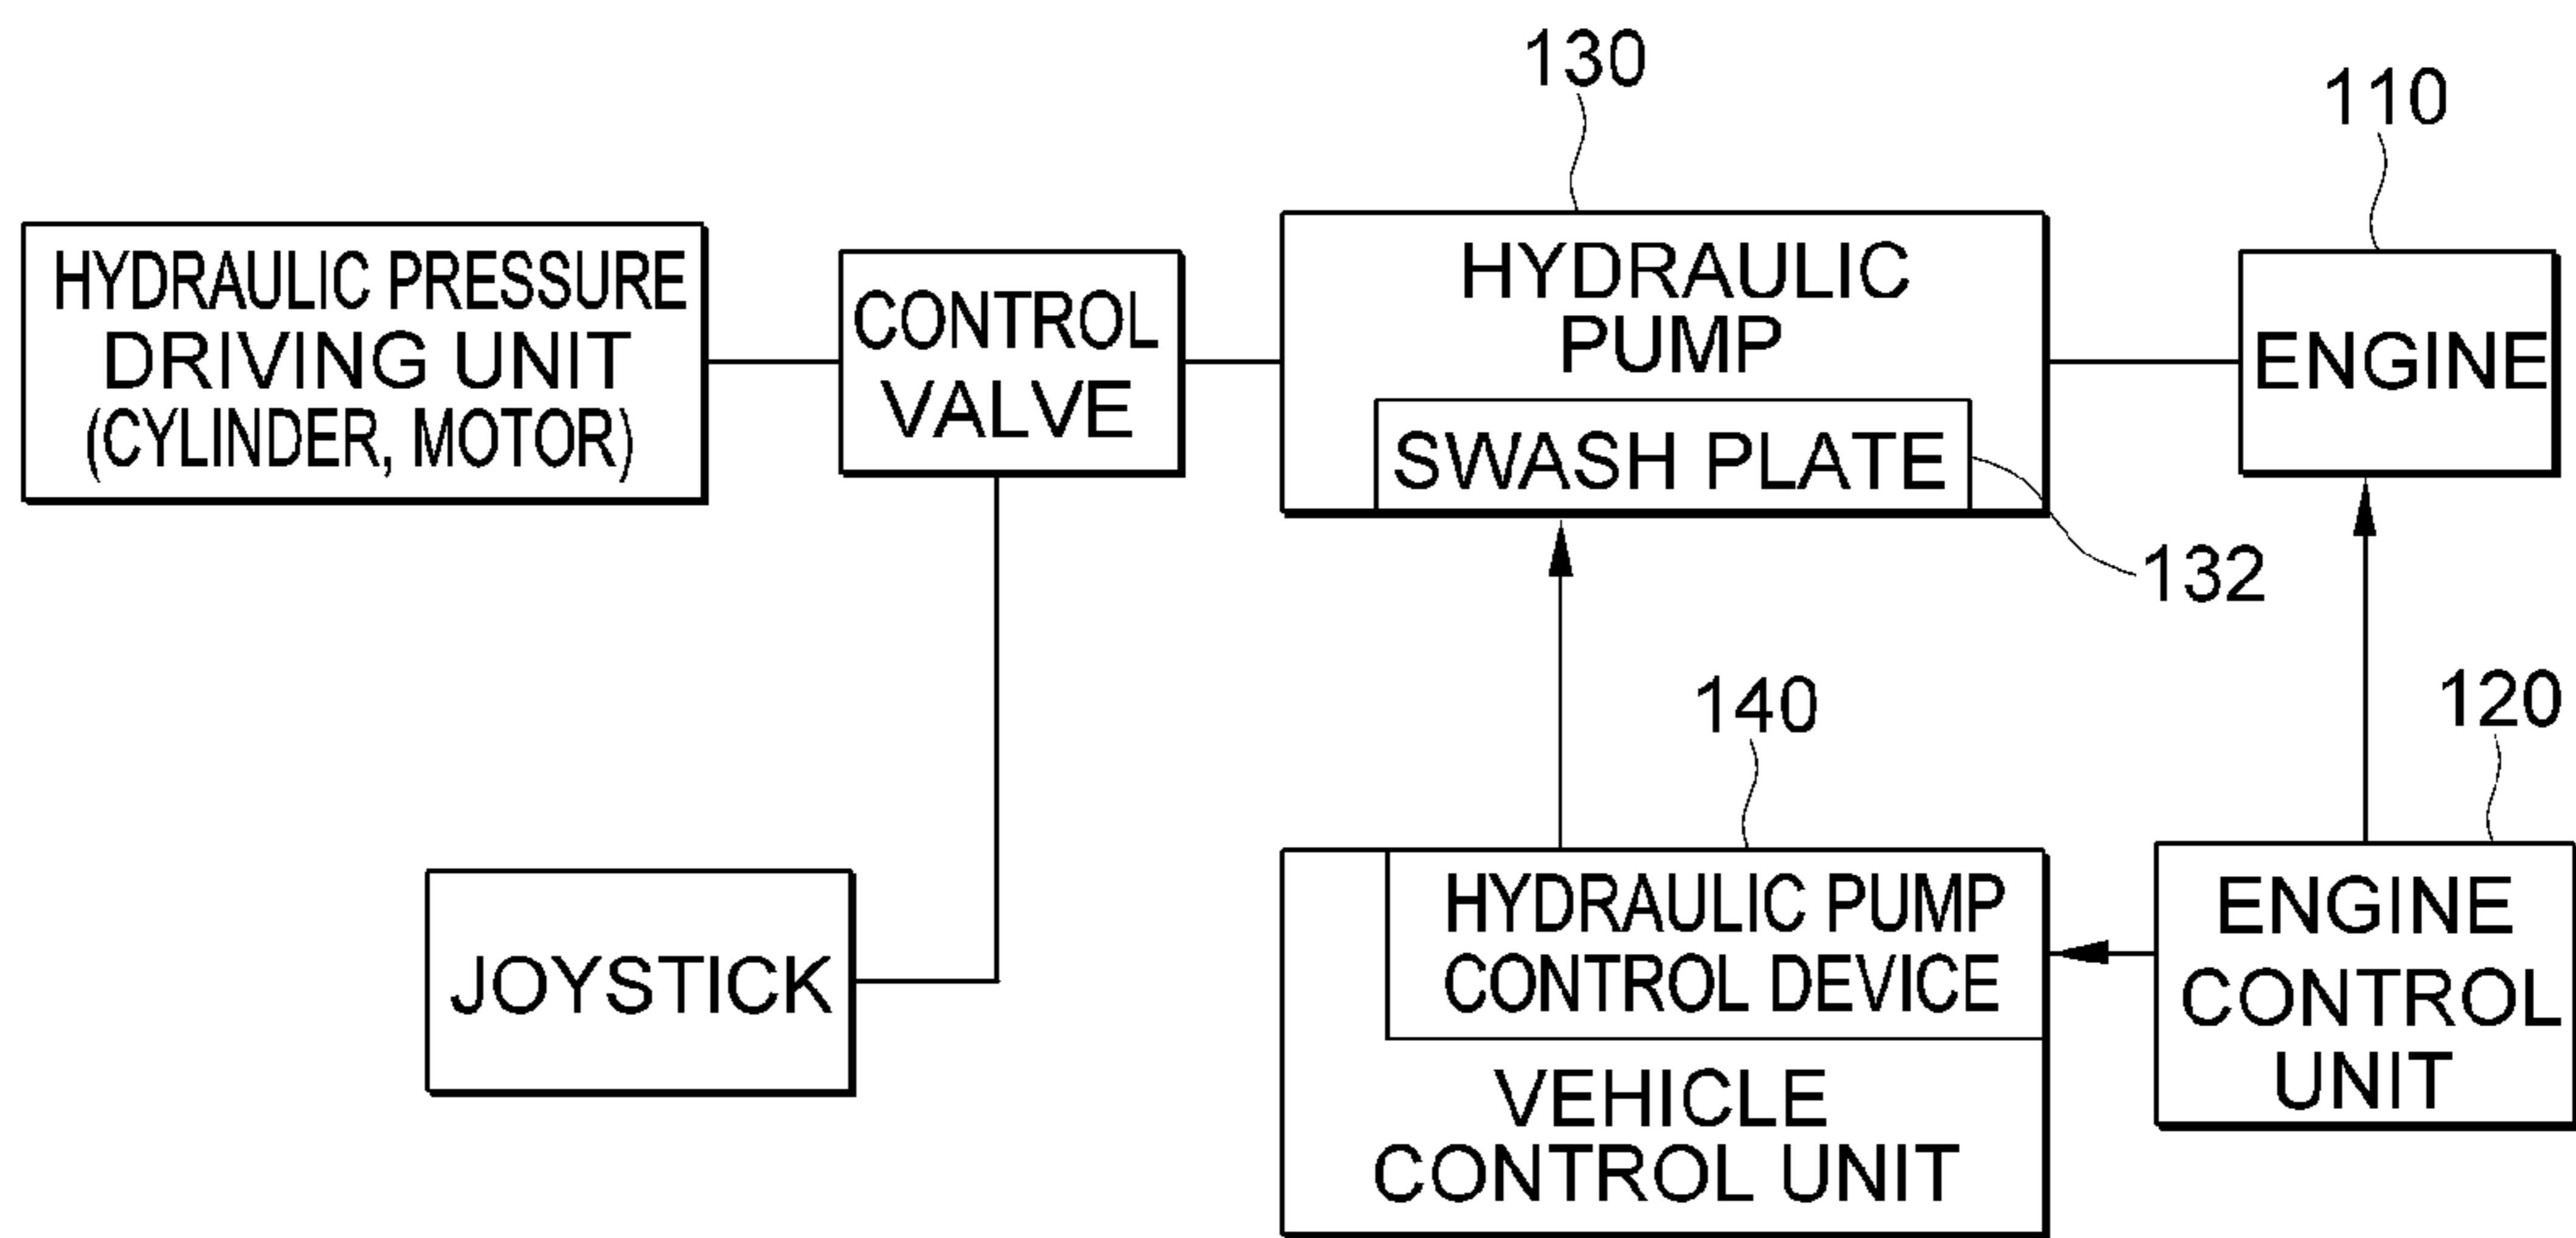 130
110
HYDRAULIC PRESSURE
DRIVING UNIT
(CYLINDER, MOTOR)
CONTROL
VALVE
HYDRAULIC
PUMP
SWASH PLATE
ENGINE
132
140
120
JOYSTICK
HYDRAULIC PUMP
CONTROL DEVICE
VEHICLE
CONTROL UNIT
ENGINE
CONTROL
UNIT